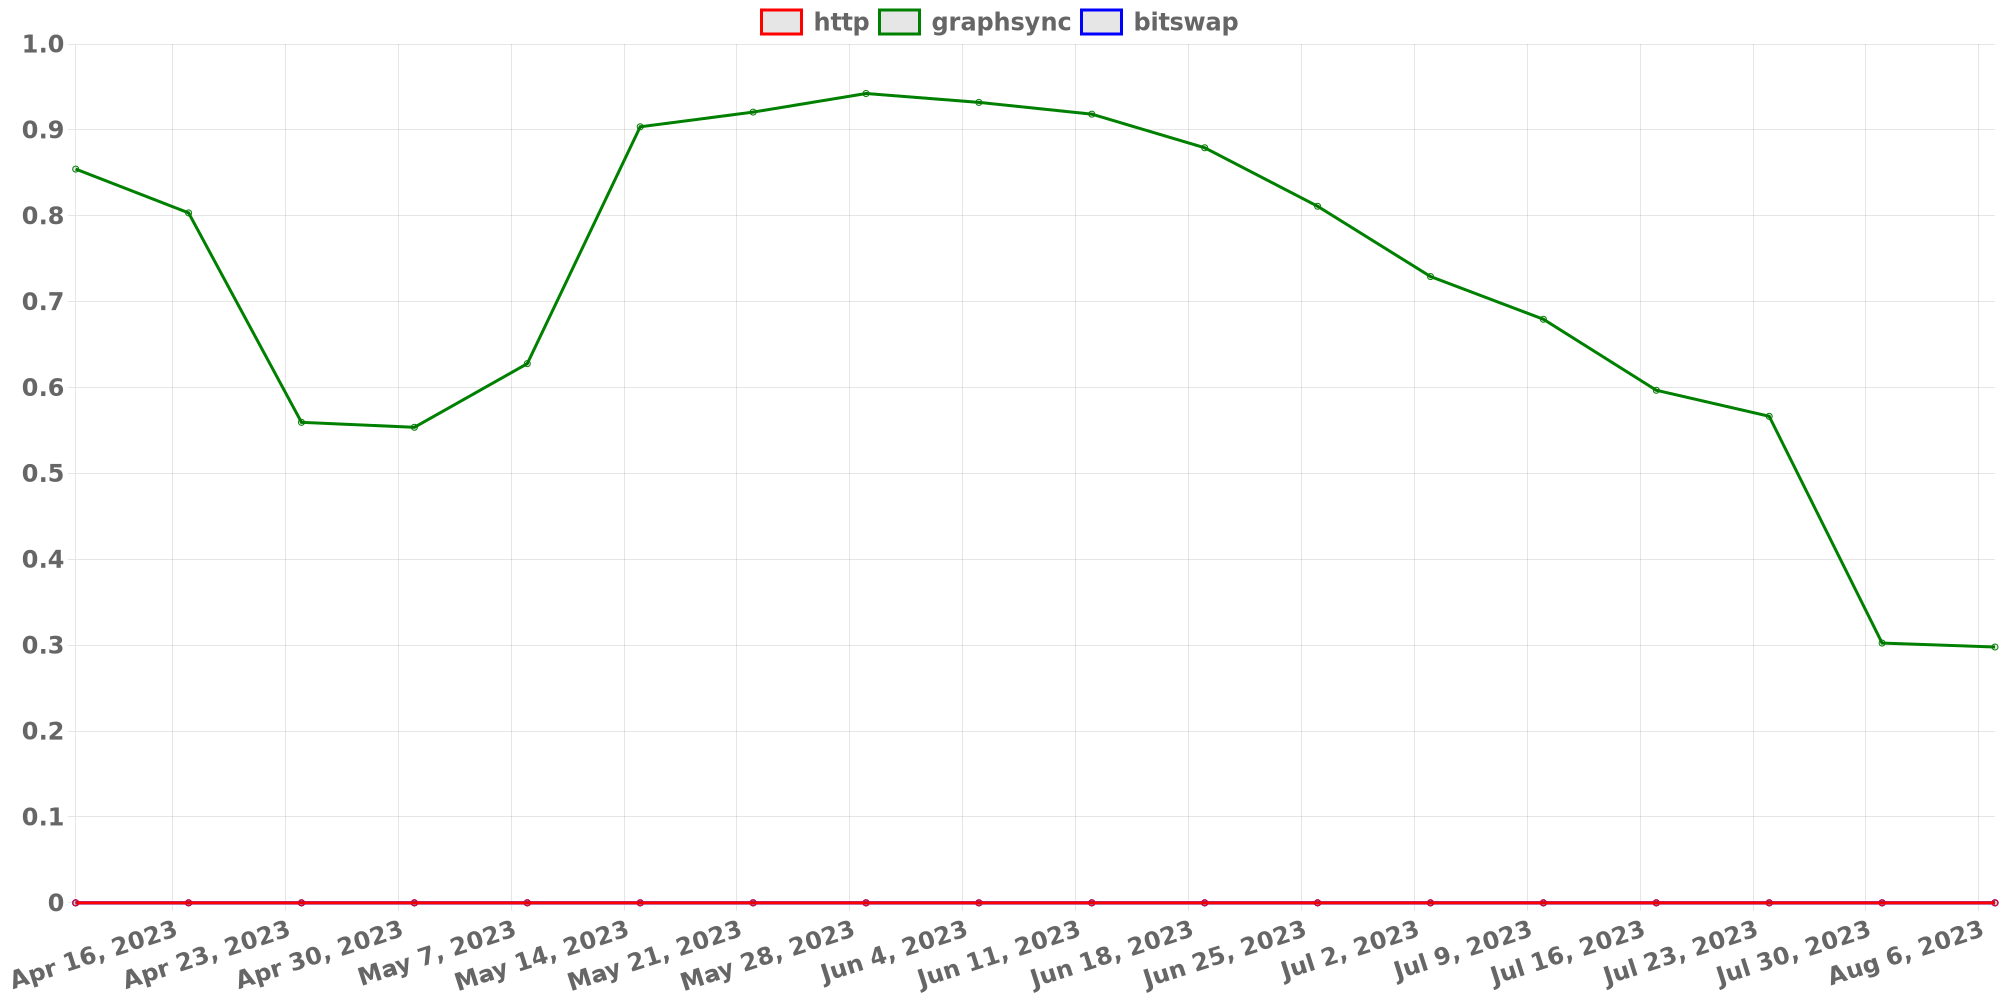 http graphsync bitswap
1.0
0.9
0.8
0.7
0.6
0.5
0.4
0.3
0.2
0.1
0
Apr 16, 2023
Apr 23, 2023
Apr 30, 2023
May 7, 2023
May 14, 2023
May 21, 2023
May 28, 2023
Jun 4, 2023
Jun 11, 2023
Jun 18, 2023
Jun 25, 2023
Jul 2, 2023
Jul 9, 2023
Jul 16, 2023
Jul 23, 2023
Jul 30, 2023
Aug 6, 2023